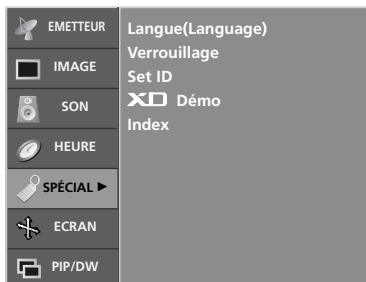 EMETTEUR
IMAGE
SON
HEURE
SPÉCIAL ►
ECRAN
PIP/DW
Langue(Language)
Verrouillage
Set ID
XD Démo
Index